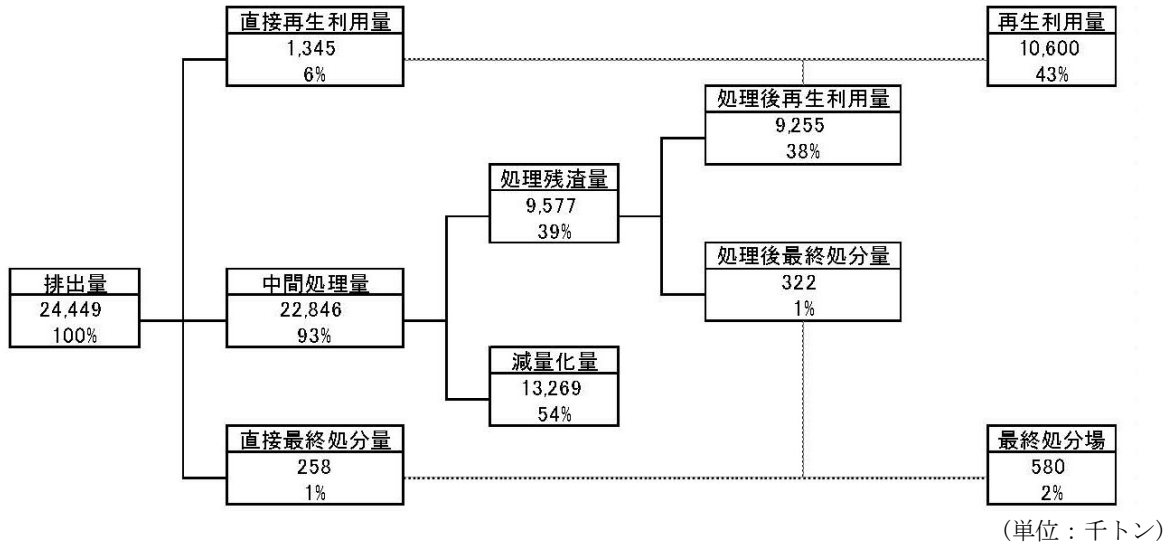 直接再生利用量
1,345
6%
再生利用量
10,600
43%
処理後再生利用量
9,255
38%
処理残渣量
9,577
39%
処理後最終処分量
322
1%
排出量
24,449
100%
中間処理量
22,846
93%
減量化量
13,269
54%
直接最終処分量
258
1%
最終処分場
580
2%
(単位：千トン)